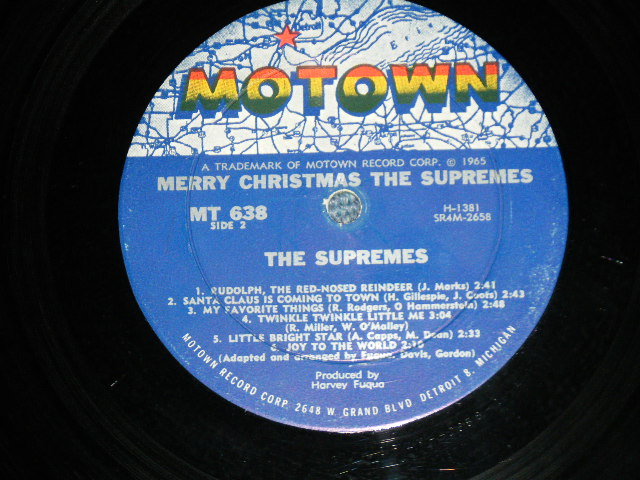 MOTOWN
A TRADEMARK OF MOTOWN RECORD CORP. © 1965
MERRY CHRISTMAS THE SUPREMES
MT 638
SIDE 2
H-1381
SR4M-2658
THE SUPREMES
1. RUDOLPH, THE RED-NOSED REINDEER (J. Marks) 2:41
2. SANTA CLAUS IS COMING TO TOWN (H. Gillespie, J. Coots) 2:43
3. MY FAVORITE THINGS (R. Rodgers, O Hammerstein) 2:48
4. TWINKLE TWINKLE LITTLE ME 3:04
(R. Miller, W. O'Malley)
5. LITTLE BRIGHT STAR (A. Capps, M. Dean) 2:33
6. JOY TO THE WORLD
(Adapted and arranged by Fuqua, Davis, Gordon)
Produced by
Harvey Fuqua
MOTOWN RECORD CORP. 2648 W. GRAND BLVD. DETROIT 8, MICHIGAN